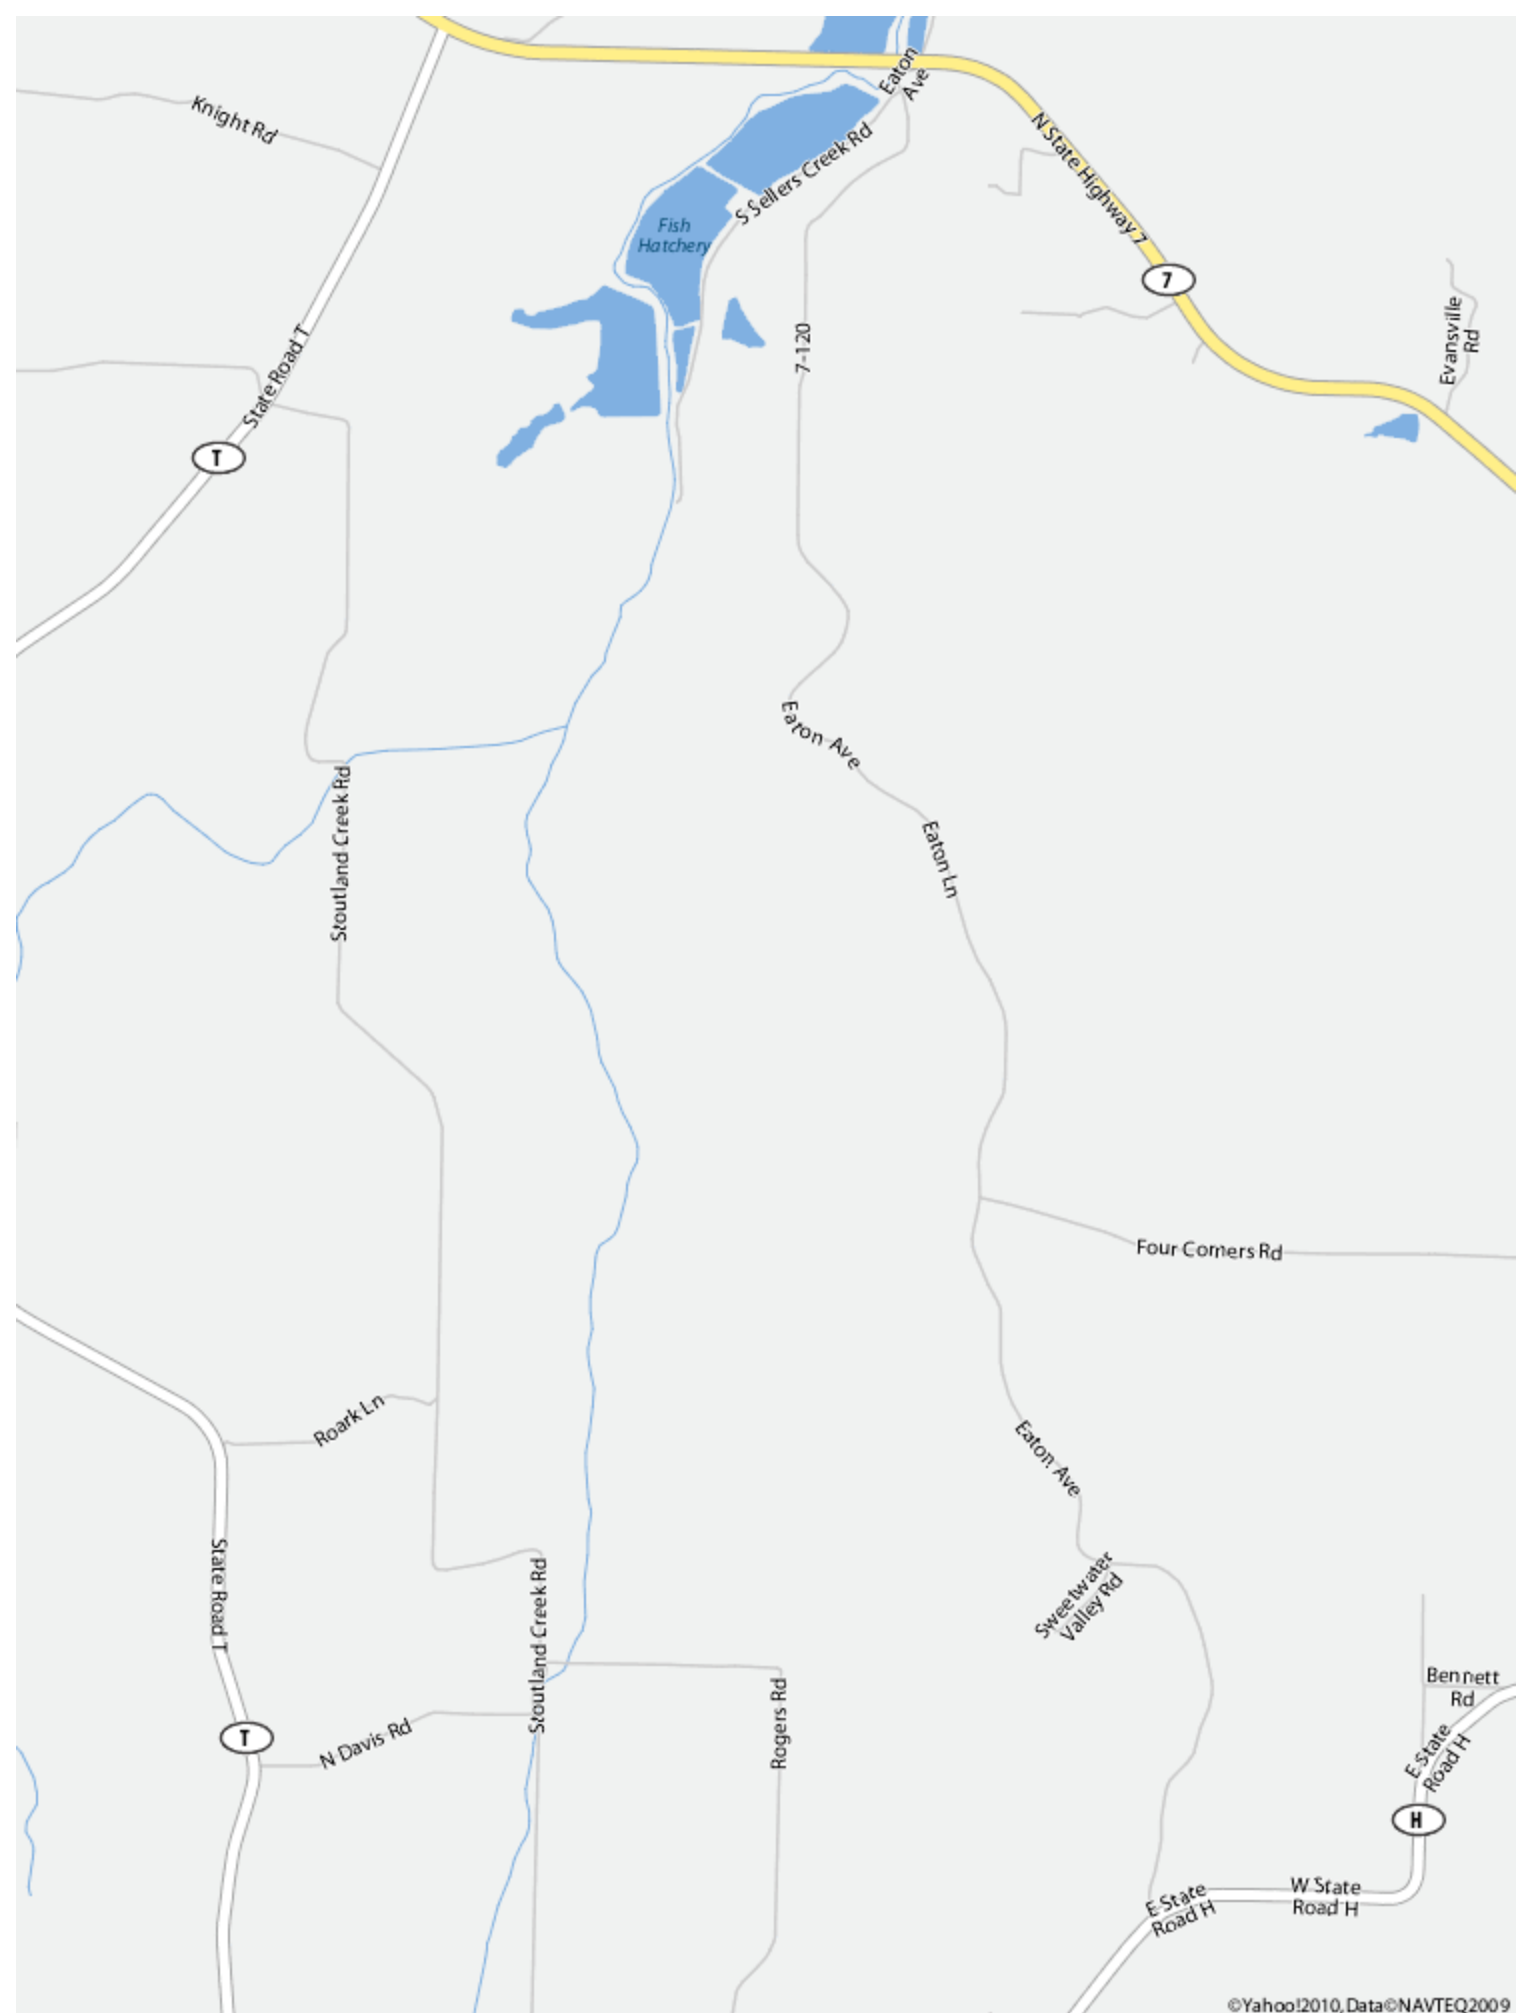 Eaton
Ave
Knight Rd
N State Highway 7
S Sellers Creek Rd
Fish
Hatchery
7
Evansville
Rd
7-120
State Road T
T
Eaton Ave
Stoutland Creek Rd
Eaton Ln
Four Corners Rd
Roark Ln
Eaton Ave
State Road T
Stoutland Creek Rd
Sweetwater
Valley Rd
Bennett
Rd
Rogers Rd
T
N Davis Rd
E State
Road H
H
W State
Road H
E State
Road H
©Yahoo!2010, Data©NAVTEQ2009